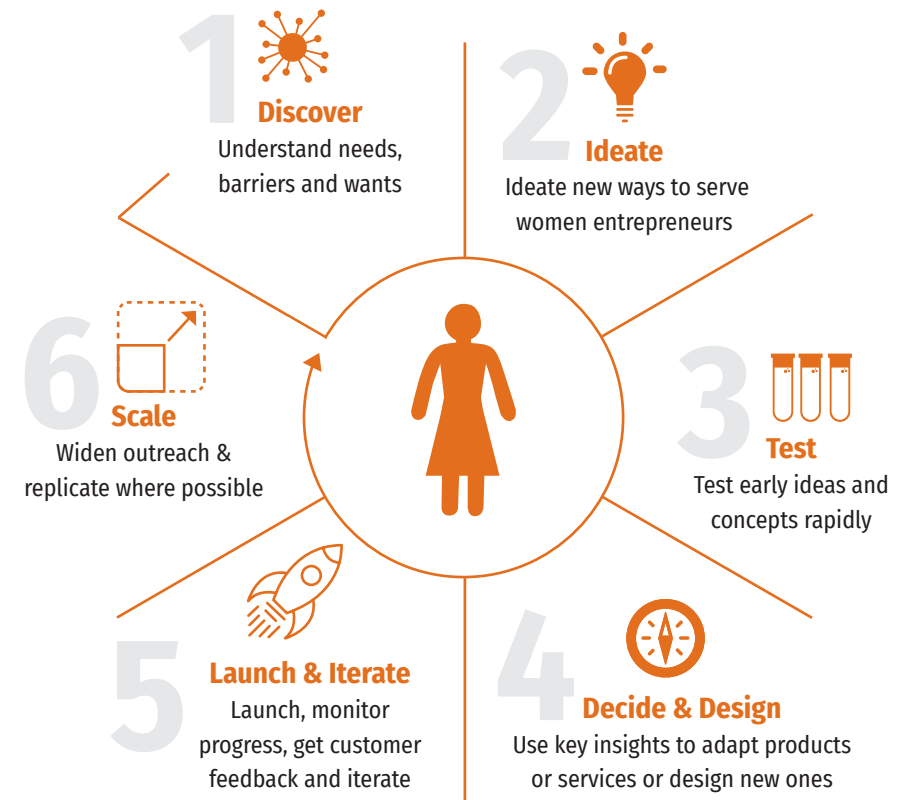 1
Discover
Understand needs,
barriers and wants
2
Ideate
Ideate new ways to serve
women entrepreneurs
3
Test
Test early ideas and
concepts rapidly
4
Decide & Design
Use key insights to adapt products
or services or design new ones
5
Launch & Iterate
Launch, monitor
progress, get customer
feedback and iterate
6
Scale
Widen outreach &
replicate where possible